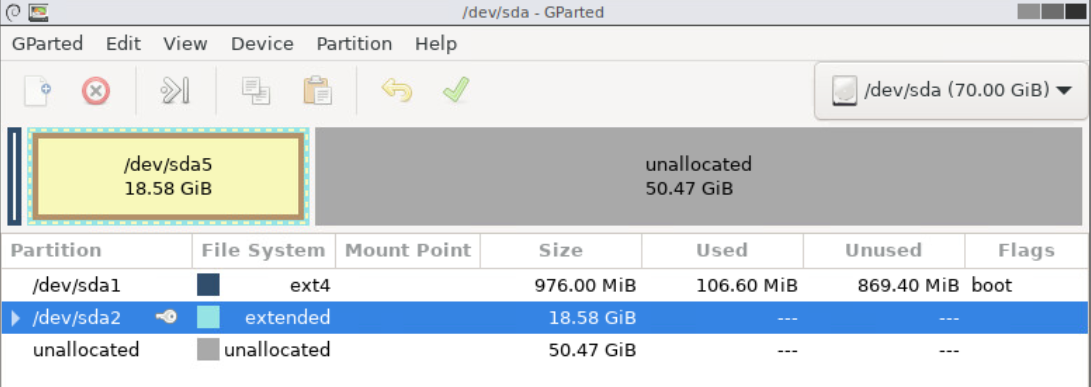 /dev/sda - GParted
GParted Edit View Device Partition Help
/dev/sda (70.00 GiB)
/dev/sda5
18.58 GiB
unallocated
50.47 GiB
Partition File System Mount Point Size Used Unused Flags
/dev/sda1 ext4 976.00 MiB 106.60 MiB 869.40 MiB boot
/dev/sda2 extended 18.58 GiB --- ---
unallocated unallocated 50.47 GiB --- ---